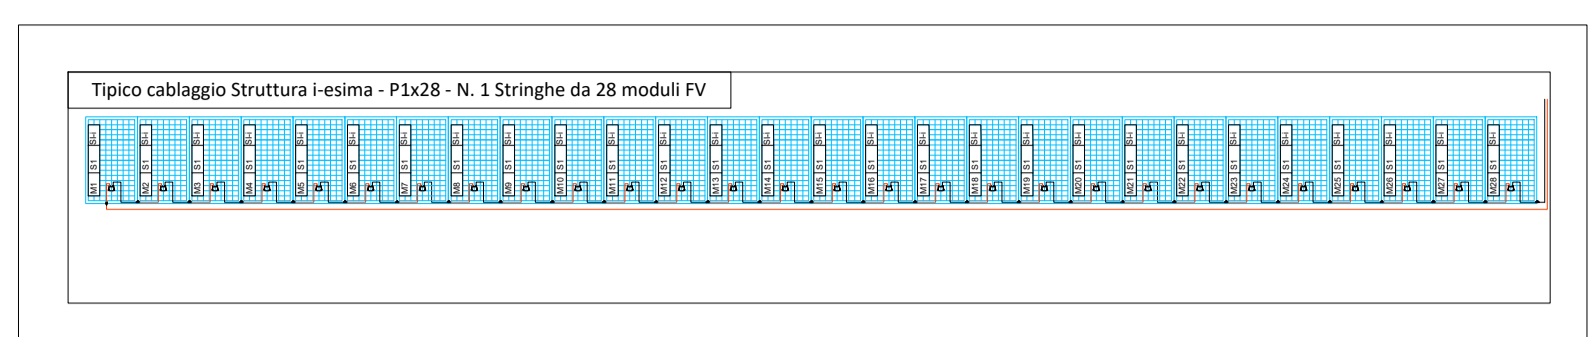 Tipico cablaggio Struttura i-esima - P1x28 - N. 1 Stringhe da 28 moduli FV
M1 S1 SH
M2 S1 SH
M3 S1 SH
M4 S1 SH
M5 S1 SH
M6 S1 SH
M7 S1 SH
M8 S1 SH
M9 S1 SH
M10 S1 SH
M11 S1 SH
M12 S1 SH
M13 S1 SH
M14 S1 SH
M15 S1 SH
M16 S1 SH
M17 S1 SH
M18 S1 SH
M19 S1 SH
M20 S1 SH
M21 S1 SH
M22 S1 SH
M23 S1 SH
M24 S1 SH
M25 S1 SH
M26 S1 SH
M27 S1 SH
M28 S1 SH